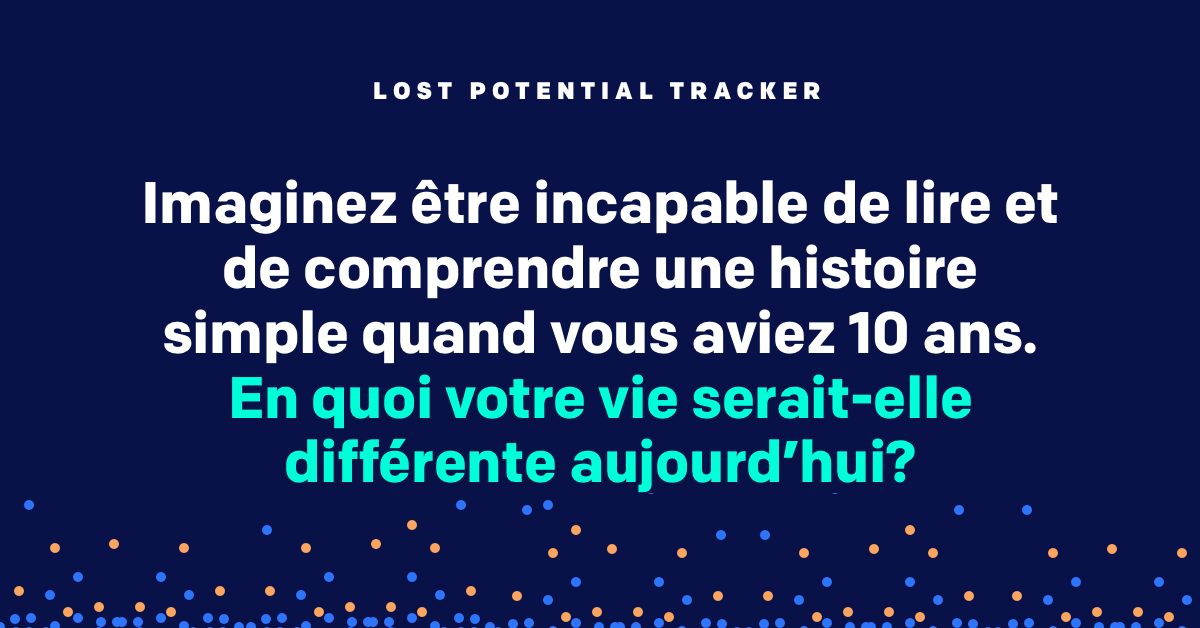 LOST POTENTIAL TRACKER
Imaginez être incapable de lire et
de comprendre une histoire
simple quand vous aviez 10 ans.
En quoi votre vie serait-elle
différente aujourd’hui?